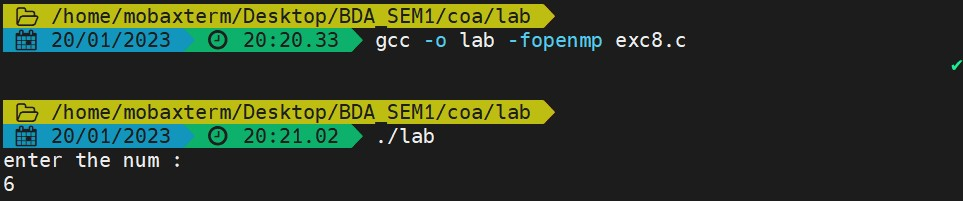 /home/mobaxterm/Desktop/BDA_SEM1/coa/lab
20/01/2023 20:20.33 gcc -o lab -fopenmp exc8.c
✔
/home/mobaxterm/Desktop/BDA_SEM1/coa/lab
20/01/2023 20:21.02 ./lab
enter the num :
6